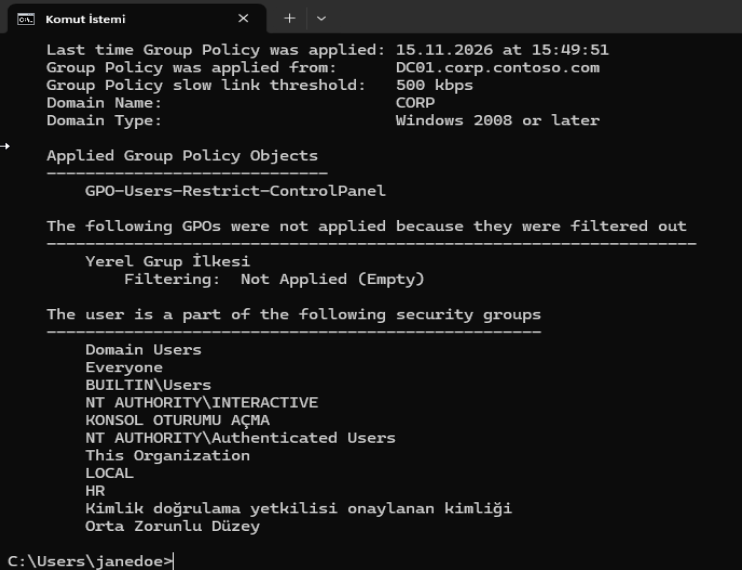 Komut İstemi
Last time Group Policy was applied: 15.11.2026 at 15:49:51
Group Policy was applied from: DC01.corp.contoso.com
Group Policy slow link threshold: 500 kbps
Domain Name: CORP
Domain Type: Windows 2008 or later
Applied Group Policy Objects
-----------------------------
GPO-Users-Restrict-ControlPanel
The following GPOs were not applied because they were filtered out
-------------------------------------------------------------------
Yerel Grup İlkesi
Filtering: Not Applied (Empty)
The user is a part of the following security groups
---------------------------------------------------
Domain Users
Everyone
BUILTIN\Users
NT AUTHORITY\INTERACTIVE
KONSOL OTURUMU AÇMA
NT AUTHORITY\Authenticated Users
This Organization
LOCAL
HR
Kimlik doğrulama yetkilisi onaylanan kimliği
Orta Zorunlu Düzey
C:\Users\janedoe>